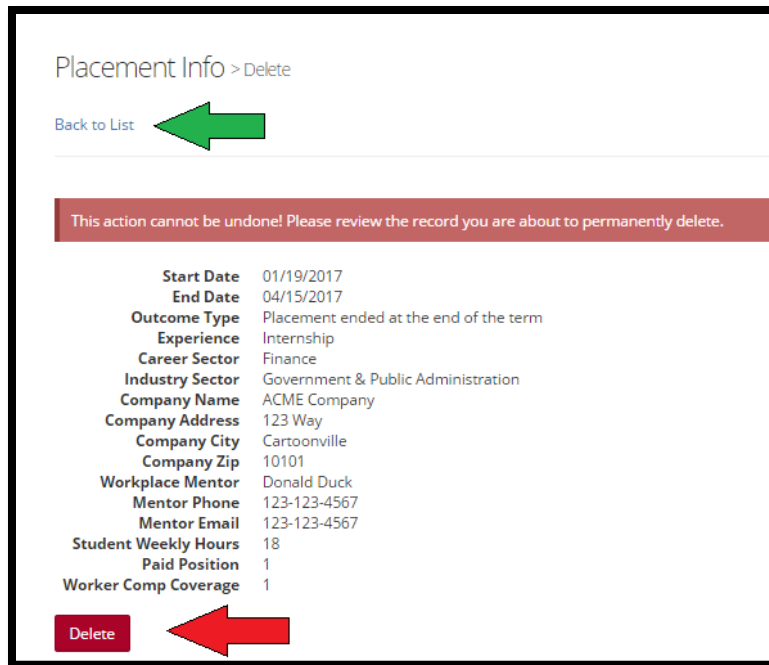 Placement Info > Delete
Back to List
This action cannot be undone! Please review the record you are about to permanently delete.
Start Date 01/19/2017
End Date 04/15/2017
Outcome Type Placement ended at the end of the term
Experience Internship
Career Sector Finance
Industry Sector Government & Public Administration
Company Name ACME Company
Company Address 123 Way
Company City Cartoonville
Company Zip 10101
Workplace Mentor Donald Duck
Mentor Phone 123-123-4567
Mentor Email 123-123-4567
Student Weekly Hours 18
Paid Position 1
Worker Comp Coverage 1
Delete